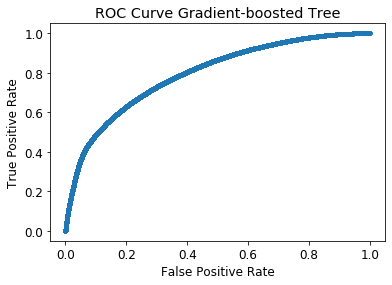 ROC Curve Gradient-boosted Tree
1.0
0.8
0.6
0.4
0.2
0.0
True Positive Rate
0.0 0.2 0.4 0.6 0.8 1.0
False Positive Rate